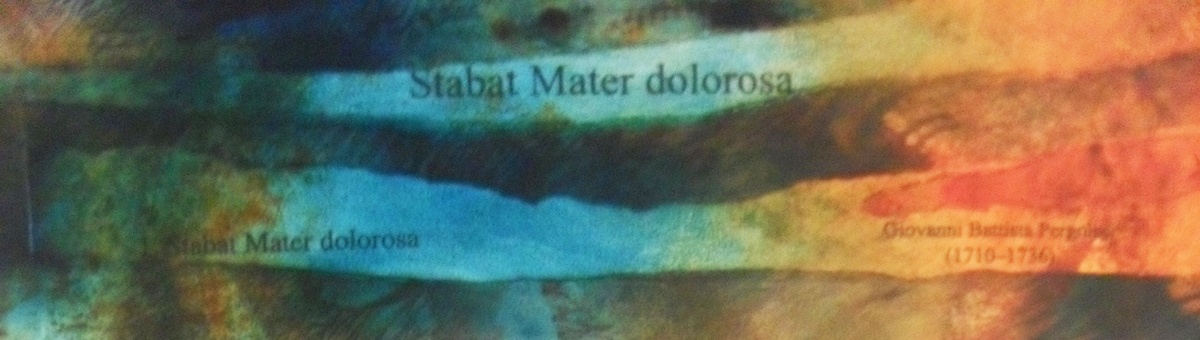 Stabat Mater dolorosa
Stabat Mater dolorosa
Giovanni Battista Pergolesi
(1710–1736)